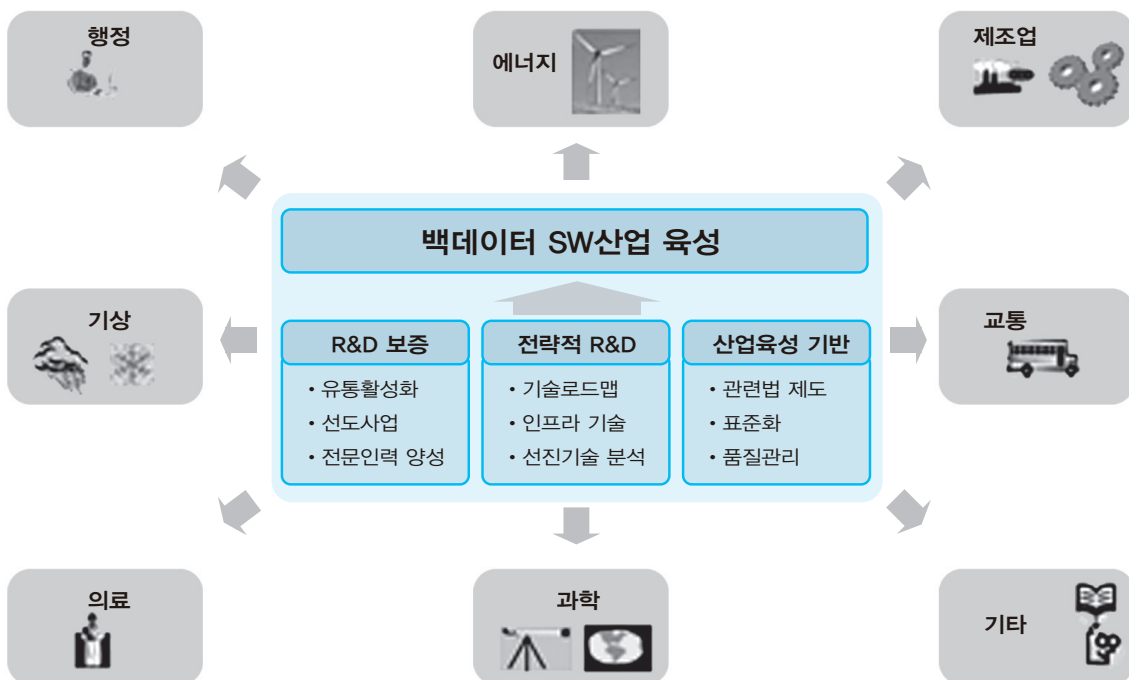 행정
에너지
제조업
백데이터 SW산업 육성
기상
교통
R&D 보증
• 유통활성화
• 선도사업
• 전문인력 양성
전략적 R&D
• 기술로드맵
• 인프라 기술
• 선진기술 분석
산업육성 기반
• 관련법 제도
• 표준화
• 품질관리
의료
과학
기타